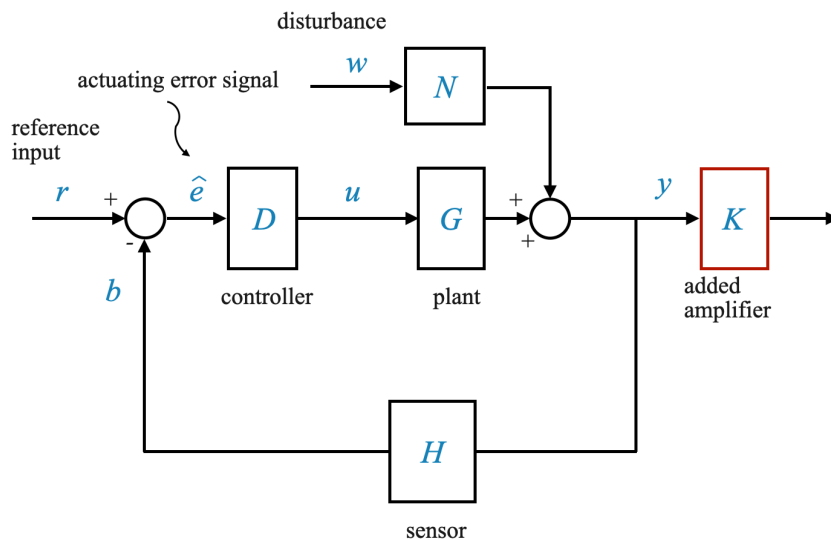 disturbance
w
N
actuating error signal
reference
input
r
+
-
ê
D
controller
u
G
plant
+
+
y
K
added
amplifier
b
H
sensor